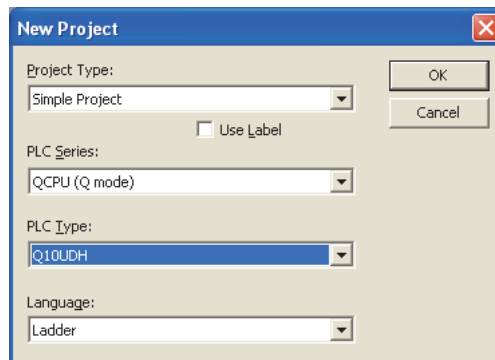 New Project
Project Type:
OK
Simple Project
Cancel
Use Label
PLC Series:
QCPU (Q mode)
PLC Type:
Q10UDH
Language:
Ladder